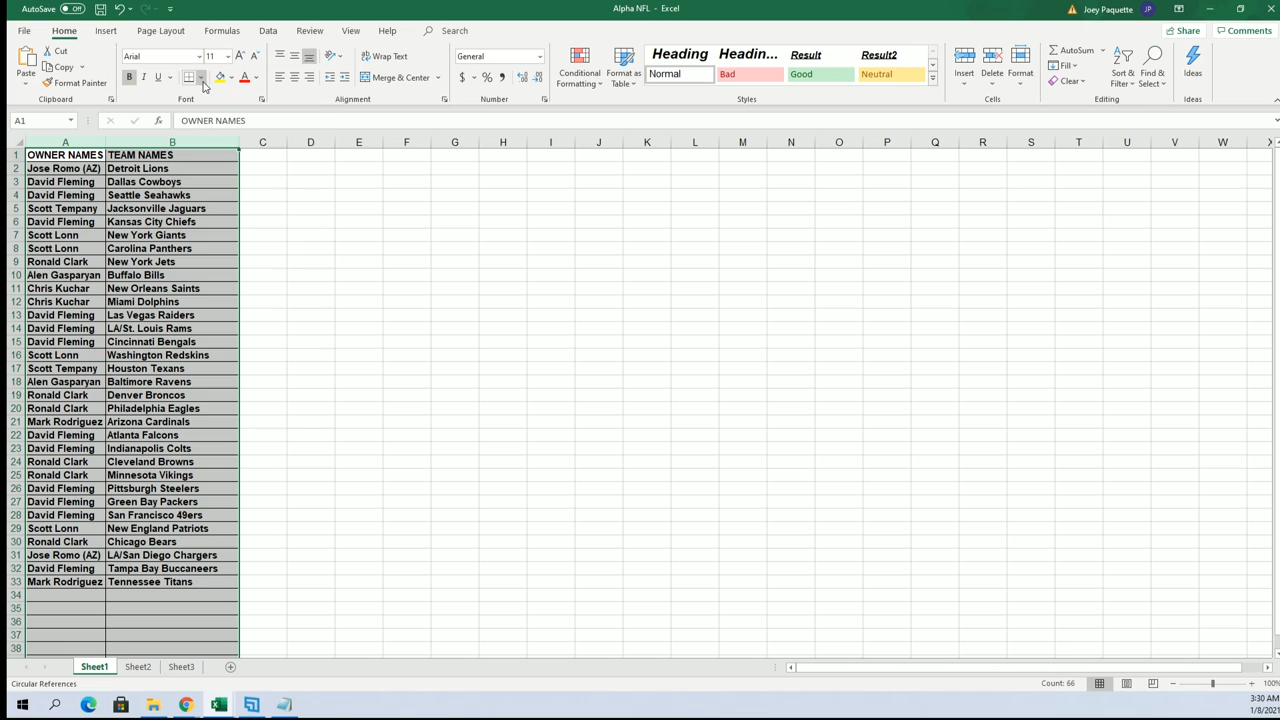 AutoSave Off
Alpha NFL - Excel
Joey Paquette JP
File Home Insert Page Layout Formulas Data Review View Help Search
Share Comments
Paste Cut Copy Format Painter
Clipboard
Arial 11 A A
B I U A
Font
Wrap Text
Merge & Center
Alignment
General
$ % ,
Number
Conditional Formatting
Format as Table
Heading Headin... Result Result2
Normal Bad Good Neutral
Styles
Insert Delete Format
Cells
AutoSum
Fill
Clear
Sort & Filter
Find & Select
Editing
Ideas
Ideas
A1 fx OWNER NAMES
A B C D E F G H I J K L M N O P Q R S T U V W X
1 OWNER NAMES TEAM NAMES
2 Jose Romo (AZ) Detroit Lions
3 David Fleming Dallas Cowboys
4 David Fleming Seattle Seahawks
5 Scott Tempany Jacksonville Jaguars
6 David Fleming Kansas City Chiefs
7 Scott Lonn New York Giants
8 Scott Lonn Carolina Panthers
9 Ronald Clark New York Jets
10 Alen Gasparyan Buffalo Bills
11 Chris Kuchar New Orleans Saints
12 Chris Kuchar Miami Dolphins
13 David Fleming Las Vegas Raiders
14 David Fleming LA/St. Louis Rams
15 David Fleming Cincinnati Bengals
16 Scott Lonn Washington Redskins
17 Scott Tempany Houston Texans
18 Alen Gasparyan Baltimore Ravens
19 Ronald Clark Denver Broncos
20 Ronald Clark Philadelphia Eagles
21 Mark Rodriguez Arizona Cardinals
22 David Fleming Atlanta Falcons
23 David Fleming Indianapolis Colts
24 Ronald Clark Cleveland Browns
25 Ronald Clark Minnesota Vikings
26 David Fleming Pittsburgh Steelers
27 David Fleming Green Bay Packers
28 David Fleming San Francisco 49ers
29 Scott Lonn New England Patriots
30 Ronald Clark Chicago Bears
31 Jose Romo (AZ) LA/San Diego Chargers
32 David Fleming Tampa Bay Buccaneers
33 Mark Rodriguez Tennessee Titans
34
35
36
37
38
Sheet1 Sheet2 Sheet3
Circular References Count: 66 100%
3:30 AM
1/8/2021